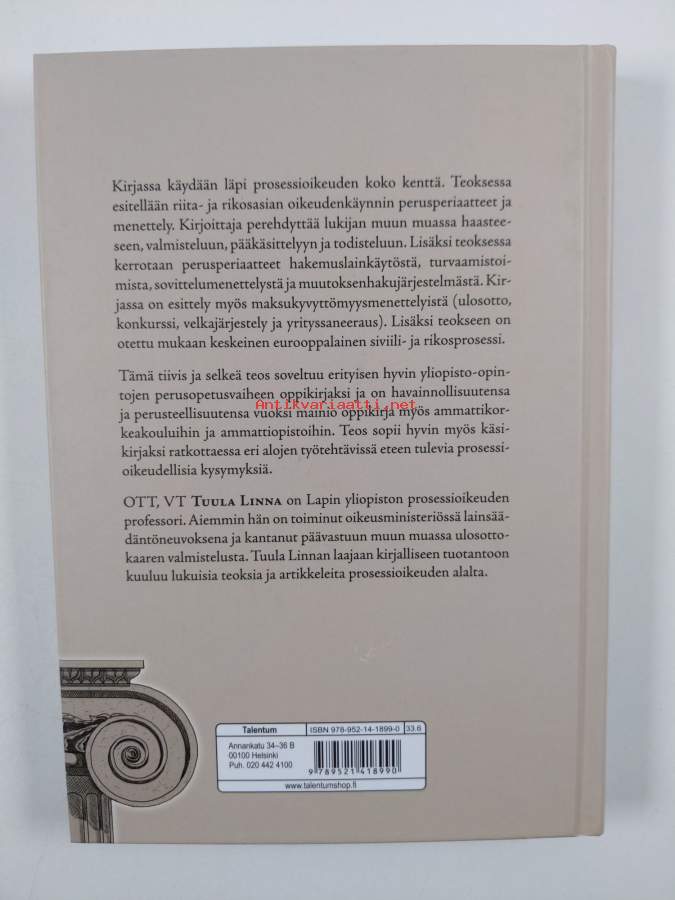 Kirjassa käydään läpi prosessioikeuden koko kenttä. Teoksessa
esitellään riita- ja rikosasian oikeudenkäynnin perusperiaatteet ja
menettely. Kirjoittaja perehdyttää lukijan muun muassa haastee-
seen, valmisteluun, pääkäsittelyyn ja todisteluun. Lisäksi teoksessa
kerrotaan perusperiaatteet hakemuslainkäytöstä, turvaamistoi-
mista, sovittelumenettelystä ja muutoksenhakujärjestelmästä. Kir-
jassa on esittely myös maksukyvyttömyysmenettelyistä (ulosotto,
konkurssi, velkajärjestely ja yrityssaneeraus). Lisäksi teokseen on
otettu mukaan keskeinen eurooppalainen siviili- ja rikosprosessi.
Tämä tiivis ja selkeä teos soveltuu erityisen hyvin yliopisto-opin-
tojen perusopetusvaiheen oppikirjaksi ja on havainnollisuutensa
Antikvariaatti.net
ja perusteellisuutensa vuoksi mainio oppikirja myös ammattikor-
keakouluihin ja ammattiopistoihin. Teos sopii hyvin myös käsi-
kirjaksi ratkottaessa eri alojen työtehtävissä eteen tulevia prosessi-
oikeudellisia kysymyksiä.
OTT, VT TUULA LINNA on Lapin yliopiston prosessioikeuden
professori. Aiemmin hän on toiminut oikeusministeriössä lainsää-
däntöneuvoksena ja kantanut päävastuun muun muassa ulosotto-
kaaren valmistelusta. Tuula Linnan laajaan kirjalliseen tuotantoon
kuuluu lukuisia teoksia ja artikkeleita prosessioikeuden alalta.
Talentum ISBN 978-952-14-1899-0 33.6
Annankatu 34–36 B
00100 Helsinki
Puh. 020 442 4100
9 789521 418990
www.talentumshop.fi